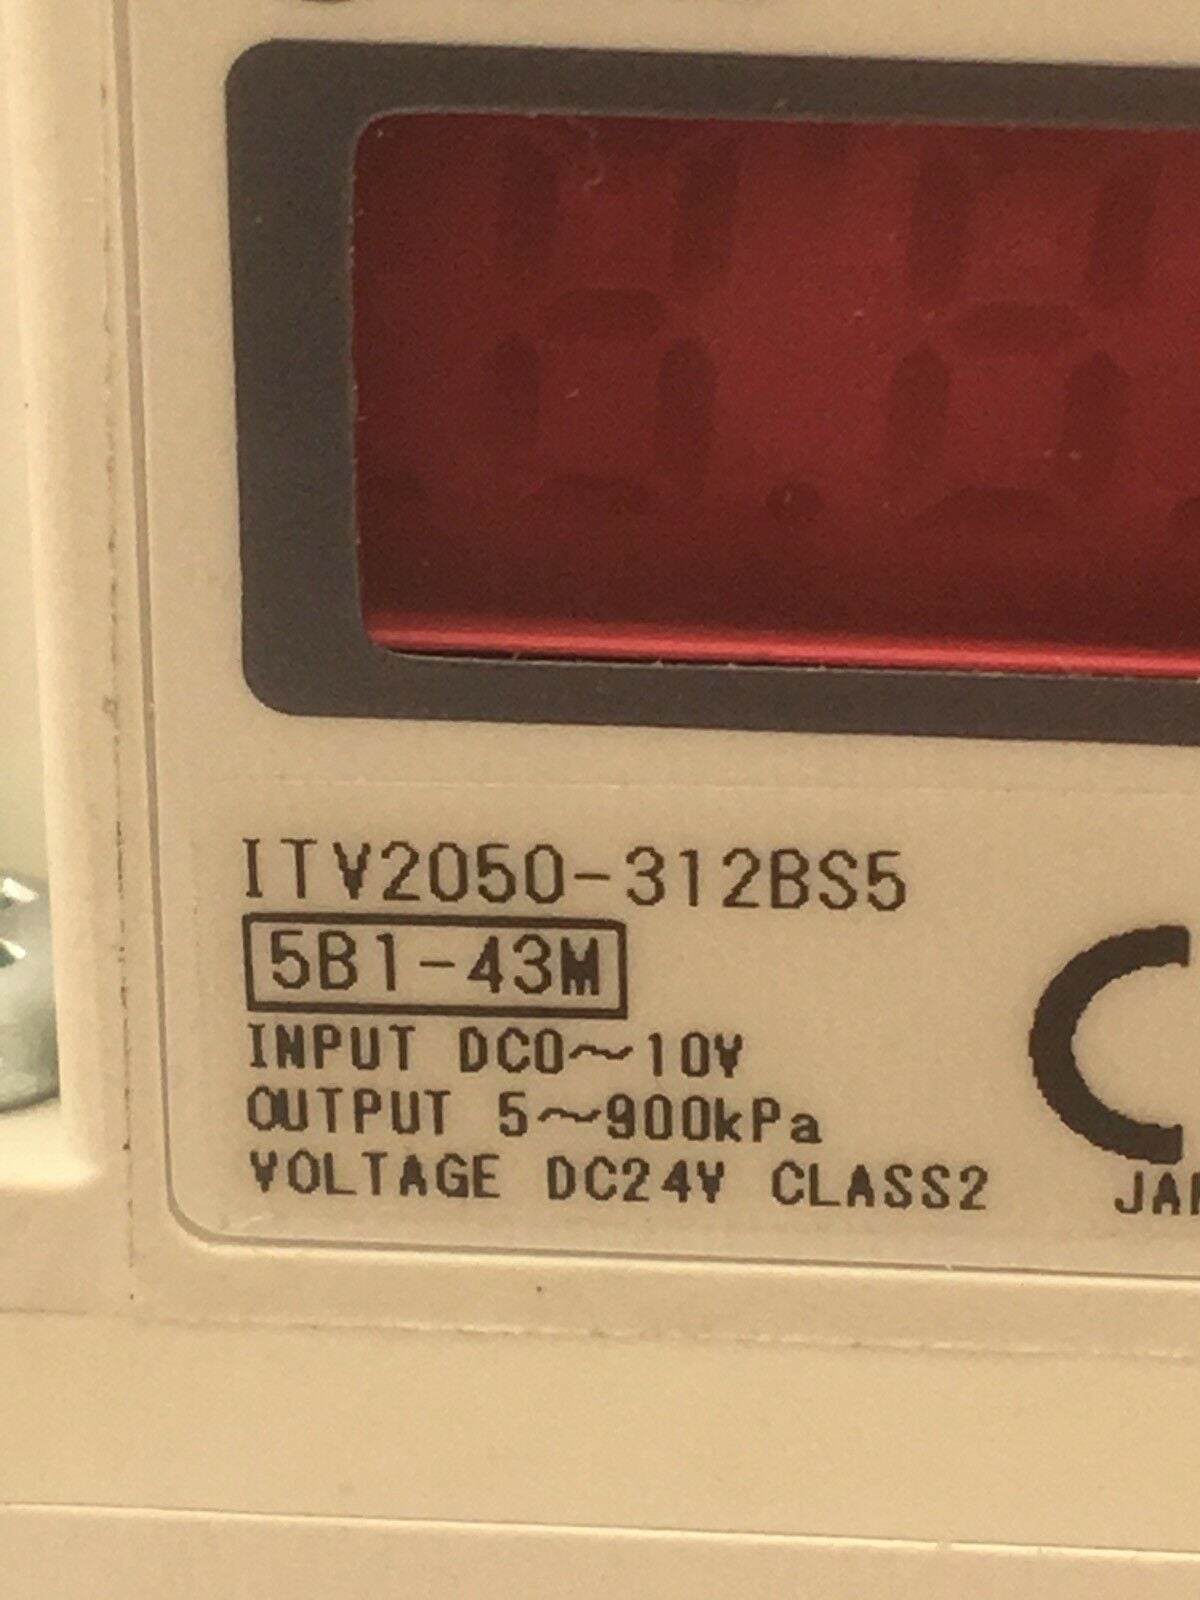 ITV2050-312BS5
5B1-43M
INPUT DC0～10V
OUTPUT 5～900kPa
VOLTAGE DC24V CLASS2